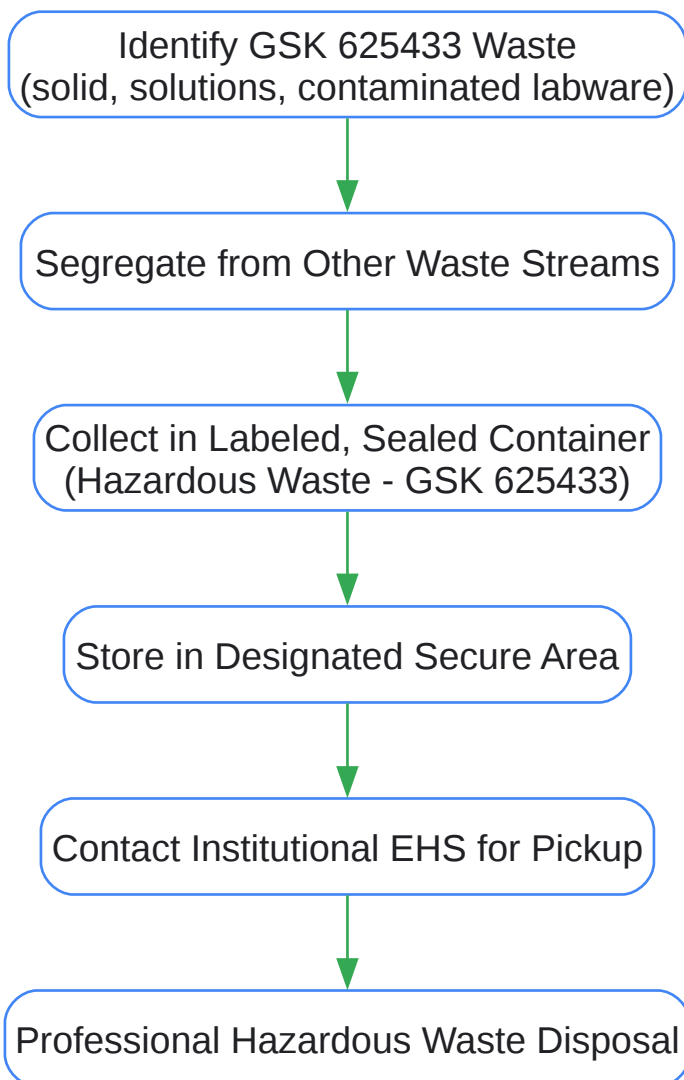 Identify GSK 625433 Waste
(solid, solutions, contaminated labware)
Segregate from Other Waste Streams
Collect in Labeled, Sealed Container
(Hazardous Waste - GSK 625433)
Store in Designated Secure Area
Contact Institutional EHS for Pickup
Professional Hazardous Waste Disposal